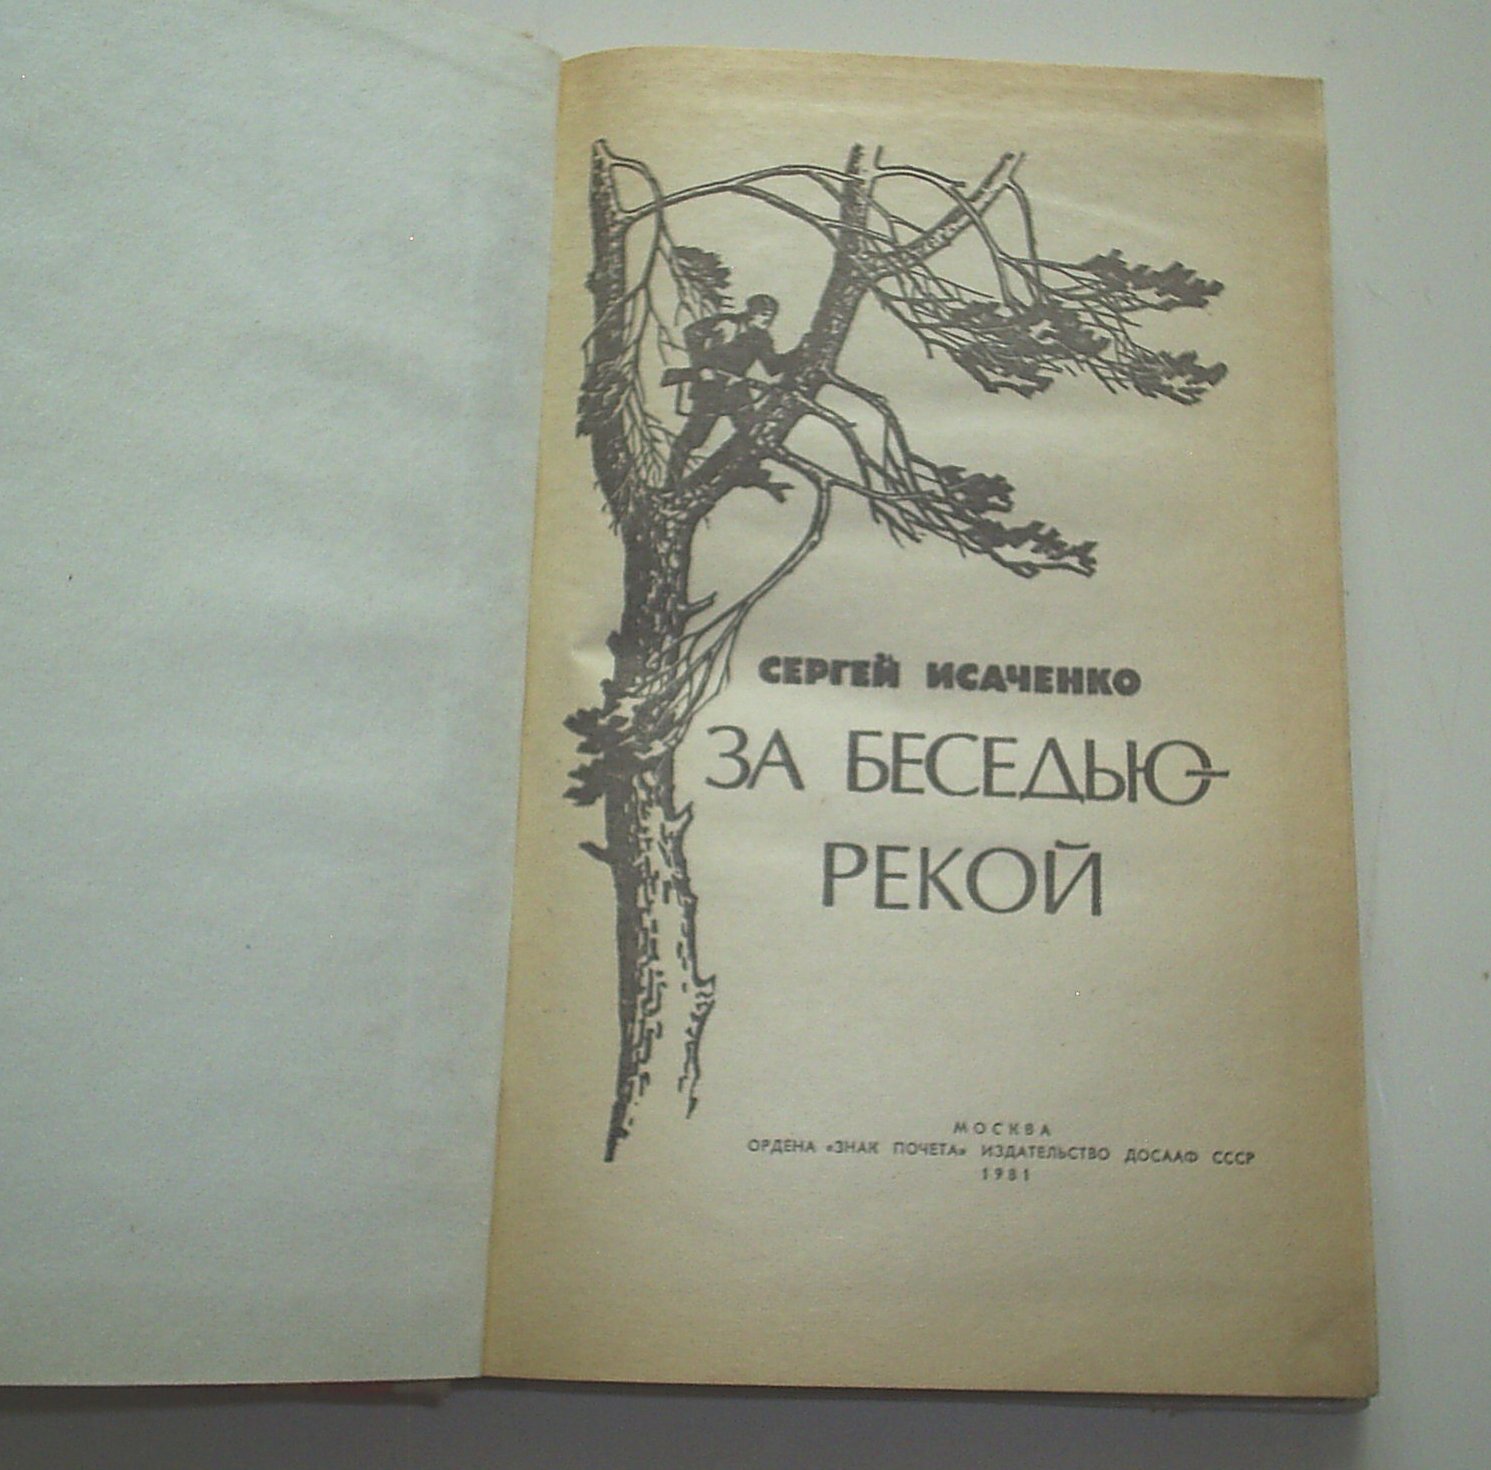 СЕРГЕЙ ИСАЧЕНКО
ЗА БЕСЕДЬЮ-
РЕКОЙ
МОСКВА
ОРДЕНА «ЗНАК ПОЧЕТА» ИЗДАТЕЛЬСТВО ДОСААФ СССР
1981